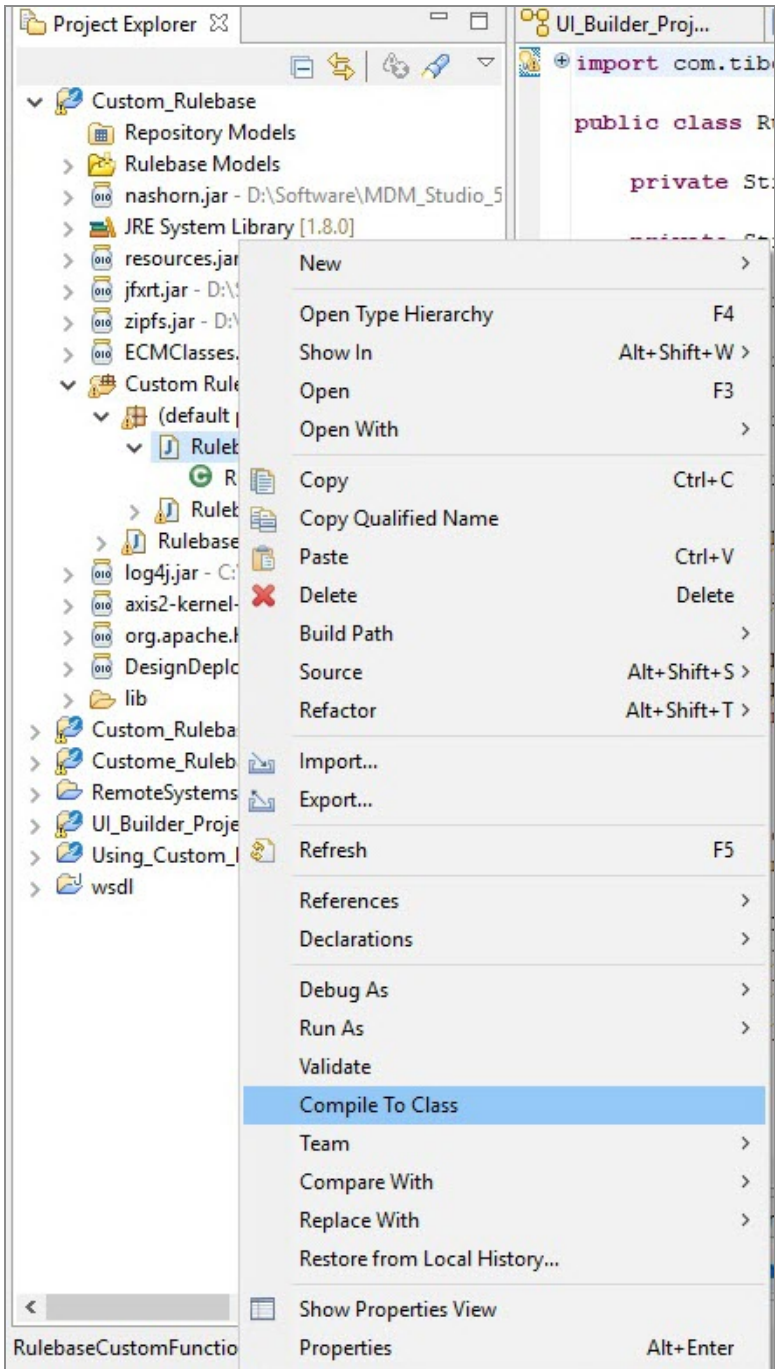 Project Explorer
UI_Builder_Proj...
Custom_Rulebase
import com.tib
Repository Models
public class R
Rulebase Models
private St
nashorn.jar - D:\Software\MDM_Studio_5
JRE System Library [1.8.0]
resources.jar
New
jfxrt.jar - D:\
zipfs.jar - D:\
Open Type Hierarchy F4
ECMClasses.
Show In Alt+Shift+W
Custom Rule
Open F3
(default
Open With
Ruleb
R
Copy Ctrl+C
Ruleb
Copy Qualified Name
Rulebase
Paste Ctrl+V
log4j.jar - C:
axis2-kernel-
Delete Delete
org.apache.
Build Path
DesignDeplo
Source Alt+Shift+S
lib
Refactor Alt+Shift+T
Custom_Ruleba
Custome_Ruleb
Import...
RemoteSystems
Export...
UI_Builder_Proje
Using_Custom_
Refresh F5
wsdl
References
Declarations
Debug As
Run As
Validate
Compile To Class
Team
Compare With
Replace With
Restore from Local History...
Show Properties View
RulebaseCustomFunctio
Properties Alt+Enter